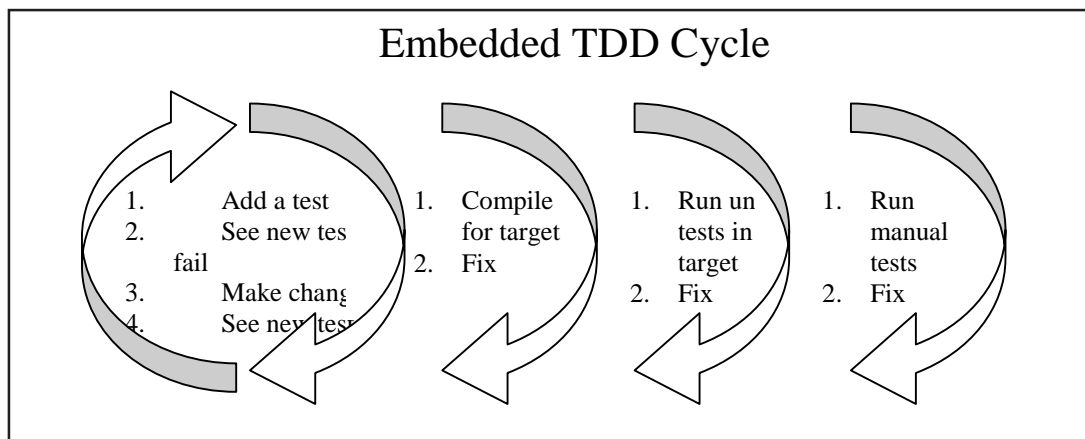 Embedded TDD Cycle
1. Add a test
2. See new tes
fail
3. Make chang
4. See new tes
1. Compile
for target
2. Fix
1. Run un
tests in
target
2. Fix
1. Run
manual
tests
2. Fix